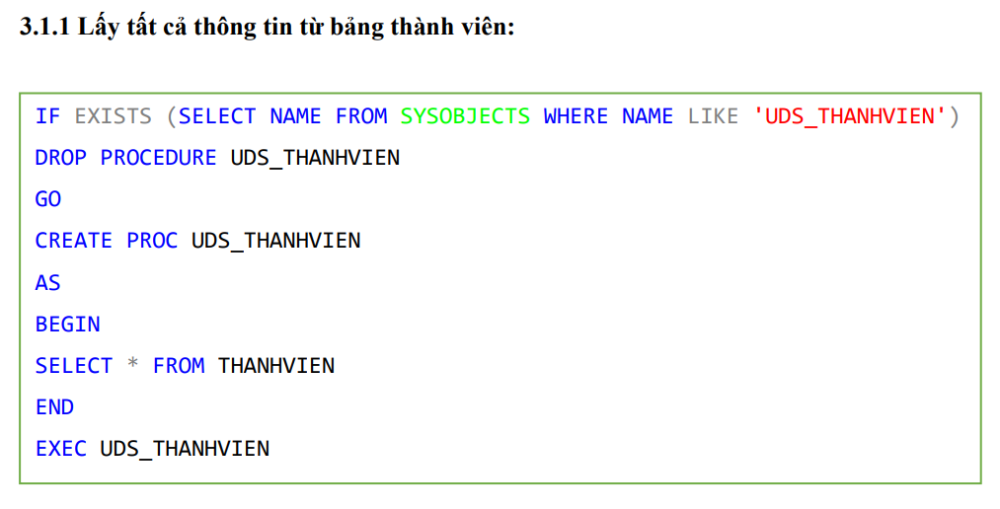 3.1.1 Lấy tất cả thông tin từ bảng thành viên:
IF EXISTS (SELECT NAME FROM SYSOBJECTS WHERE NAME LIKE 'UDS_THANHVIEN')
DROP PROCEDURE UDS_THANHVIEN
GO
CREATE PROC UDS_THANHVIEN
AS
BEGIN
SELECT * FROM THANHVIEN
END
EXEC UDS_THANHVIEN